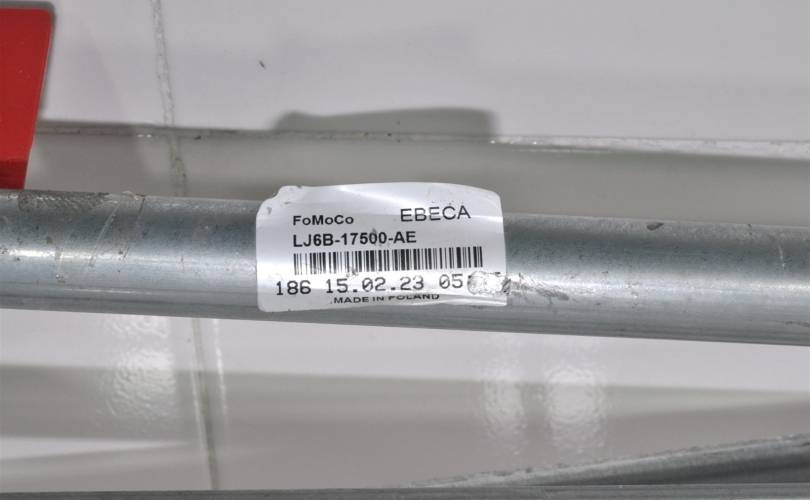 FoMoCo EBECA
LJ6B-17500-AE
186 15.02.23 05
.MADE IN POLAND